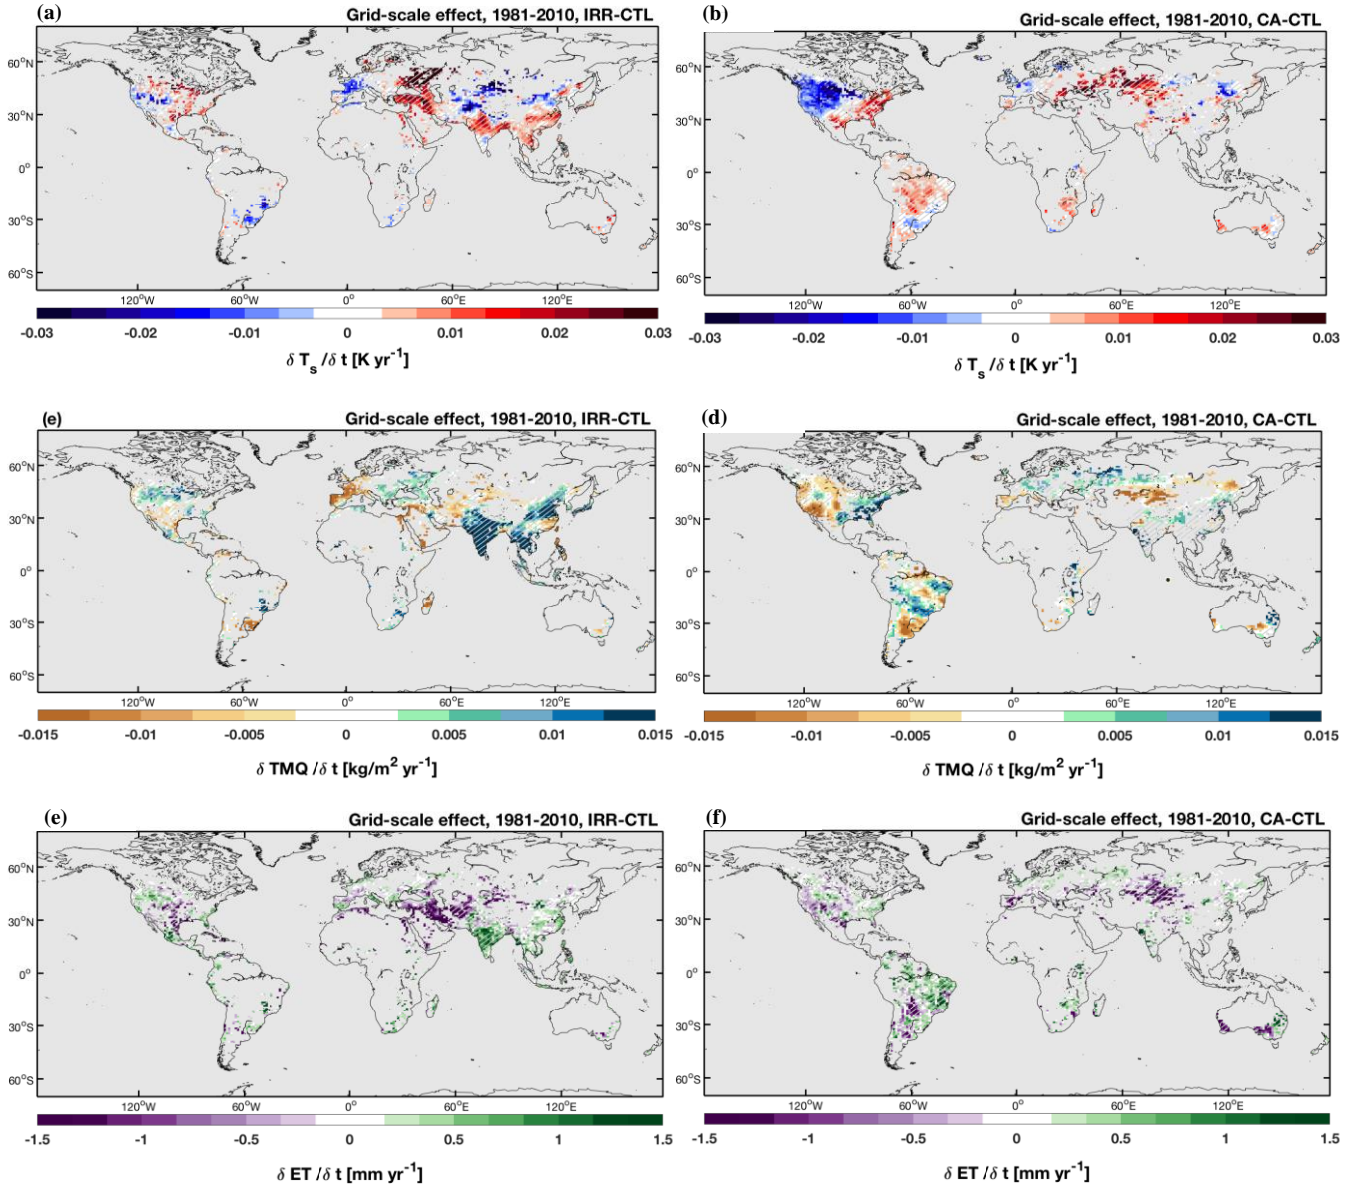 (a) Grid-scale effect, 1981-2010, IRR-CTL
60°N
30°N
0°
30°S
60°S
120°W 60°W 0° 60°E 120°E
-0.03 -0.02 -0.01 0 0.01 0.02 0.03
δ Ts /δ t [K yr-1]
(b) Grid-scale effect, 1981-2010, CA-CTL
60°N
30°N
0°
30°S
60°S
120°W 60°W 0° 60°E 120°E
-0.03 -0.02 -0.01 0 0.01 0.02 0.03
δ Ts /δ t [K yr-1]
(e) Grid-scale effect, 1981-2010, IRR-CTL
60°N
30°N
0°
30°S
60°S
120°W 60°W 0° 60°E 120°E
-0.015 -0.01 -0.005 0 0.005 0.01 0.015
δ TMQ /δ t [kg/m2 yr-1]
(d) Grid-scale effect, 1981-2010, CA-CTL
60°N
30°N
0°
30°S
60°S
120°W 60°W 0° 60°E 120°E
-0.015 -0.01 -0.005 0 0.005 0.01 0.015
δ TMQ /δ t [kg/m2 yr-1]
(e) Grid-scale effect, 1981-2010, IRR-CTL
60°N
30°N
0°
30°S
60°S
120°W 60°W 0° 60°E 120°E
-1.5 -1 -0.5 0 0.5 1 1.5
δ ET /δ t [mm yr-1]
(f) Grid-scale effect, 1981-2010, CA-CTL
60°N
30°N
0°
30°S
60°S
120°W 60°W 0° 60°E 120°E
-1.5 -1 -0.5 0 0.5 1 1.5
δ ET /δ t [mm yr-1]